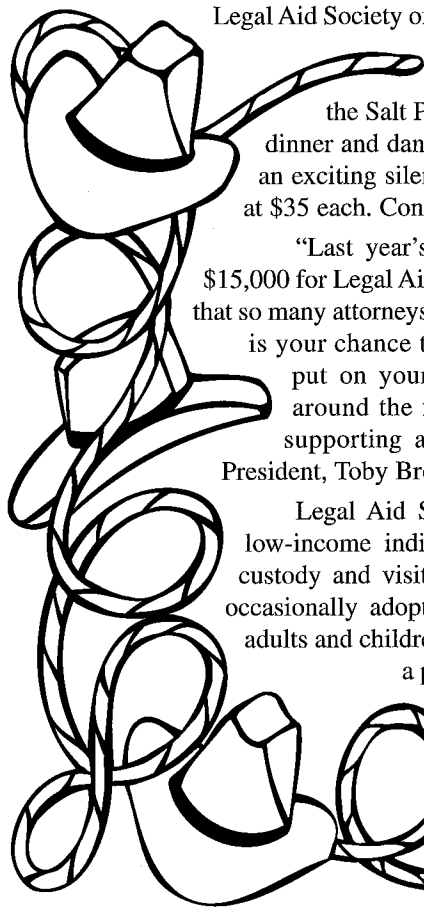 Legal Aid Society o
the Salt P
dinner and dan
an exciting siler
at $35 each. Con
“Last year’s
$15,000 for Legal Ai
that so many attorneys
is your chance t
put on your
around the
supporting a
President, Toby Bro
Legal Aid S
low-income indi
custody and visit
occasionally adopt
adults and childre
a p